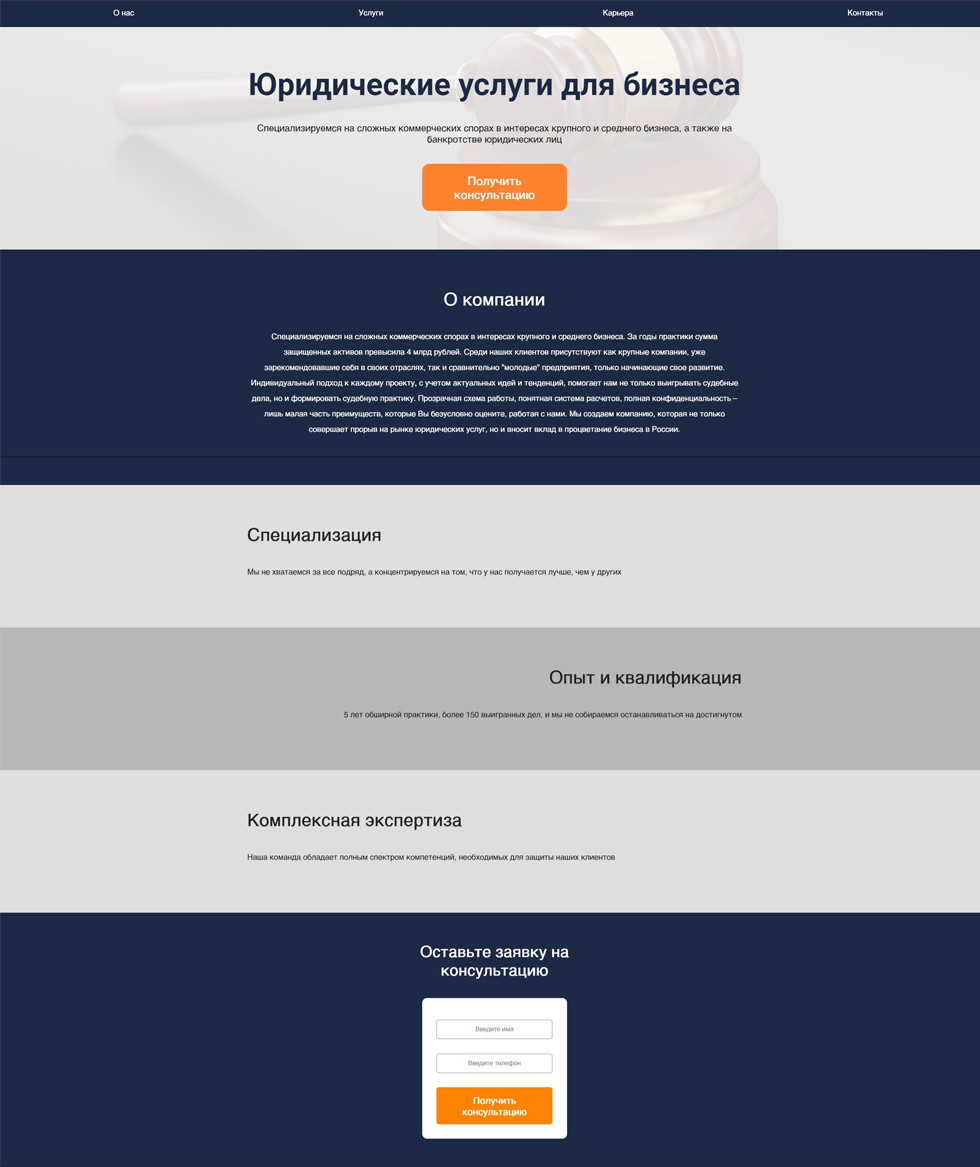 О нас
Услуги
Карьера
Контакты
Юридические услуги для бизнеса
Специализируемся на сложных коммерческих спорах в интересах крупного и среднего бизнеса, а также на
банкротстве юридических лиц
Получить
консультацию
О компании
Специализируемся на сложных коммерческих спорах в интересах крупного и среднего бизнеса. За годы практики сумма
защищенных активов превысила 4 млрд рублей. Среди наших клиентов присутствуют как крупные компании, уже
зарекомендовавшие себя в своих отраслях, так и сравнительно "молодые" предприятия, только начинающие свое развитие.
Индивидуальный подход к каждому проекту, с учетом актуальных идей и тенденций, помогает нам не только выигрывать судебные
дела, но и формировать судебную практику. Прозрачная схема работы, понятная система расчетов, полная конфиденциальность –
лишь малая часть преимуществ, которые Вы безусловно оцените, работая с нами. Мы создаем компанию, которая не только
совершает прорыв на рынке юридических услуг, но и вносит вклад в процветание бизнеса в России.
Специализация
Мы не хватаемся за все подряд, а концентрируемся на том, что у нас получается лучше, чем у других
Опыт и квалификация
5 лет обширной практики, более 150 выигранных дел, и мы не собираемся останавливаться на достигнутом
Комплексная экспертиза
Наша команда обладает полным спектром компетенций, необходимых для защиты наших клиентов
Оставьте заявку на
консультацию
Введите имя
Введите телефон
Получить
консультацию